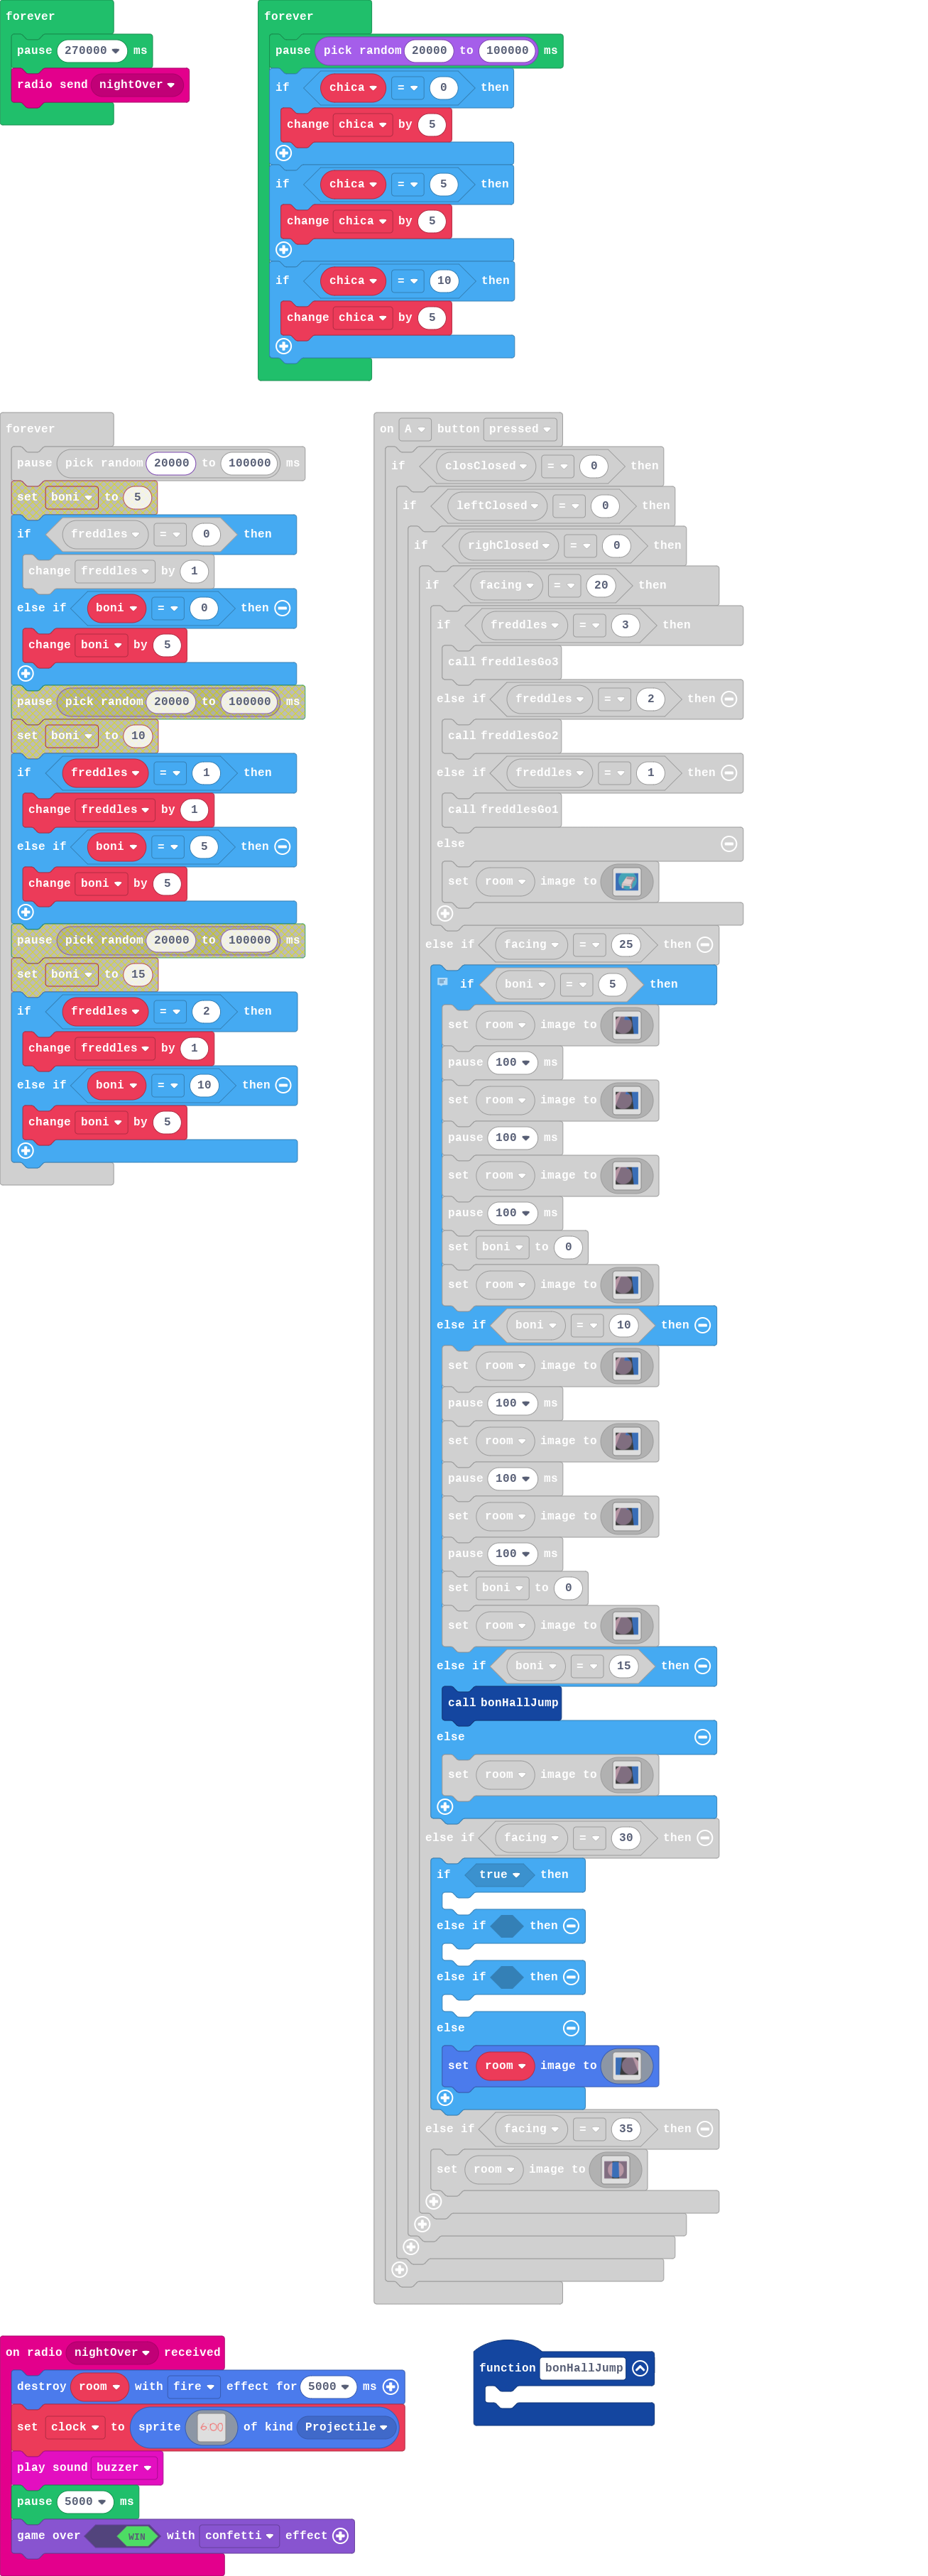 forever
pause 270000 ms
radio send nightOver
forever
pause pick random 20000 to 100000 ms
if chica = 0 then
change chica by 5
if chica = 5 then
change chica by 5
if chica = 10 then
change chica by 5
forever
pause pick random 20000 to 100000 ms
set boni to 5
if freddles = 0 then
change freddles by 1
else if boni = 0 then
change boni by 5
pause pick random 20000 to 100000 ms
set boni to 10
if freddles = 1 then
change freddles by 1
else if boni = 5 then
change boni by 5
pause pick random 20000 to 100000 ms
set boni to 15
if freddles = 2 then
change freddles by 1
else if boni = 10 then
change boni by 5
on A button pressed
if closClosed = 0 then
if leftClosed = 0 then
if righClosed = 0 then
if facing = 20 then
if freddles = 3 then
call freddlesGo3
else if freddles = 2 then
call freddlesGo2
else if freddles = 1 then
call freddlesGo1
else
set room image to
else if facing = 25 then
if boni = 5 then
set room image to
pause 100 ms
set room image to
pause 100 ms
set room image to
pause 100 ms
set boni to 0
set room image to
else if boni = 10 then
set room image to
pause 100 ms
set room image to
pause 100 ms
set room image to
pause 100 ms
set boni to 0
set room image to
else if boni = 15 then
call bonHallJump
else
set room image to
else if facing = 30 then
if true then
else if then
else if then
else
set room image to
else if facing = 35 then
set room image to
on radio nightOver received
destroy room with fire effect for 5000 ms
set clock to sprite 600 of kind Projectile
play sound buzzer
pause 5000 ms
game over WIN with confetti effect
function bonHallJump